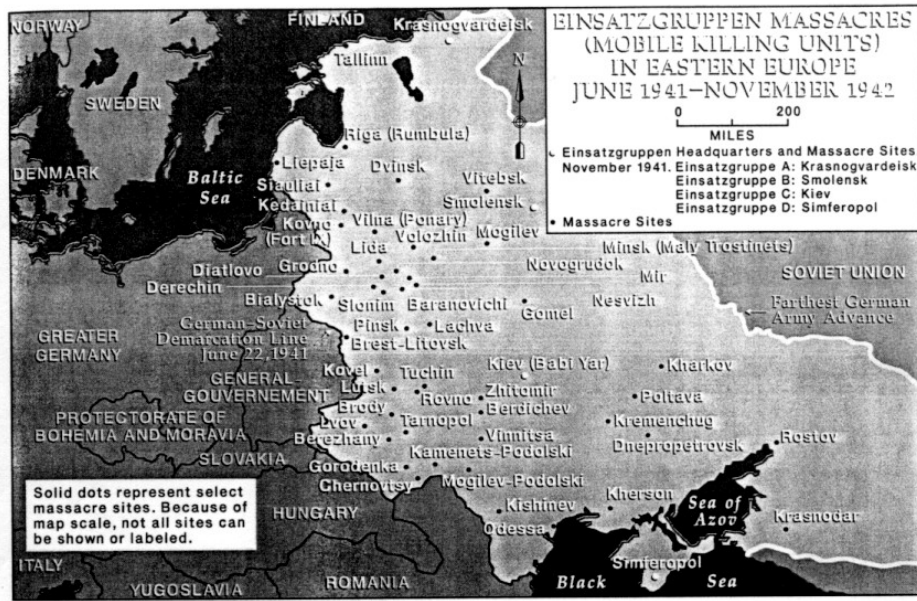 EINSATZGRUPPEN MASSACRES
(MOBILE KILLING UNITS)
IN EASTERN EUROPE
JUNE 1941–NOVEMBER 1942
0 200
MILES
Einsatzgruppen Headquarters and Massacre Sites
November 1941. Einsatzgruppe A: Krasnogvardeisk
Einsatzgruppe B: Smolensk
Einsatzgruppe C: Kiev
Einsatzgruppe D: Simferopol
• Massacre Sites
NORWAY
FINLAND
Krasnogvardeisk
N
Tallinn
SWEDEN
Riga (Rumbula)
DENMARK
Baltic
Sea
Liepaja
Dvinsk
Siauliai
Vitebsk
Kedainiai
Smolensk
Kovno
(Fort IX)
Vilna (Ponary)
Volozhin
Mogilev
Lida
Minsk (Maly Trostinets)
Diatlovo
Grodno
Novogrudok
Derechin
Mir
SOVIET UNION
Bialystok
Slonim
Baranovichi
Nesvizh
Gomel
Farthest German
Army Advance
German–Soviet
Demarcation Line
June 22, 1941
Pinsk
Lachva
Brest-Litovsk
GREATER
GERMANY
GENERAL-
GOUVERNEMENT
Kovel
Tuchin
Kiev (Babi Yar)
Kharkov
Lutsk
Rovno
Zhitomir
Poltava
PROTECTORATE OF
BOHEMIA AND MORAVIA
Brody
Berdichev
Lvov
Tarnopol
Kremenchug
Berezhany
Vinnitsa
Dnepropetrovsk
Rostov
SLOVAKIA
Kamenets-Podolski
Gorodenka
Chernovtsy
Mogilev-Podolski
Solid dots represent select
massacre sites. Because of
map scale, not all sites can
be shown or labeled.
HUNGARY
Kishinev
Kherson
Sea of
Azov
Krasnodar
Odessa
ITALY
Simferopol
YUGOSLAVIA
ROMANIA
Black
Sea